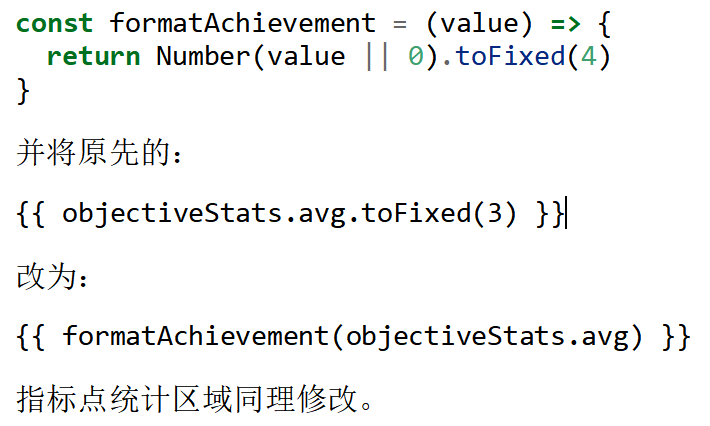 const formatAchievement = (value) => {
  return Number(value || 0).toFixed(4)
}
并将原先的：
{{ objectiveStats.avg.toFixed(3) }}
改为：
{{ formatAchievement(objectiveStats.avg) }}
指标点统计区域同理修改。